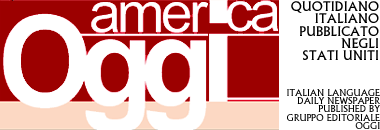 america
Oggi
QUOTIDIANO
ITALIANO
PUBBLICATO
NEGLI
STATI UNITI
ITALIAN LANGUAGE
DAILY NEWSPAPER
PUBLISHED BY
GRUPPO EDITORIALE
OGGI